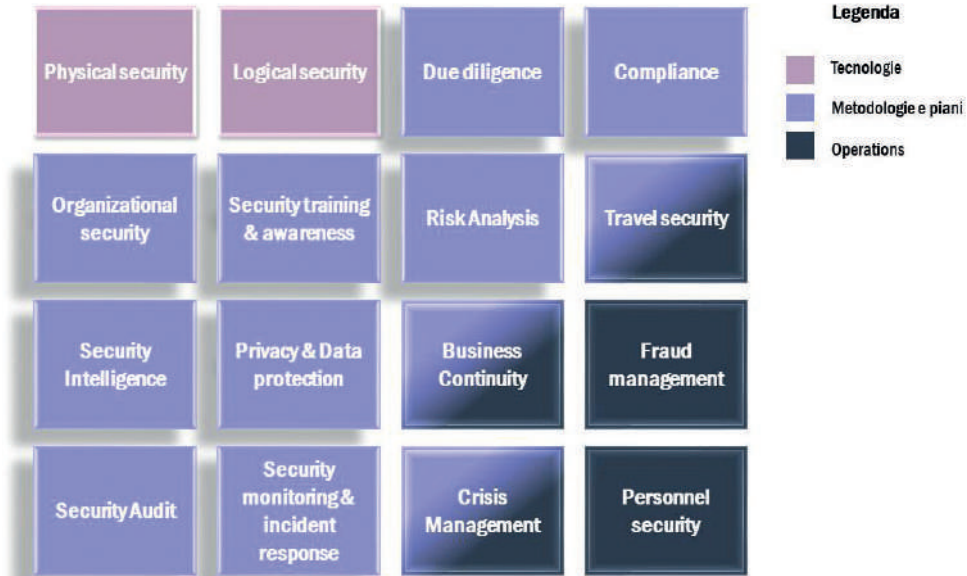 Physical security
Logical security
Due diligence
Compliance
Legenda
Tecnologie
Metodologie e piani
Operations
Organizational
security
Security training
& awareness
Risk Analysis
Travel security
Security
Intelligence
Privacy & Data
protection
Business
Continuity
Fraud
management
Security Audit
Security
monitoring &
incident
response
Crisis
Management
Personnel
security